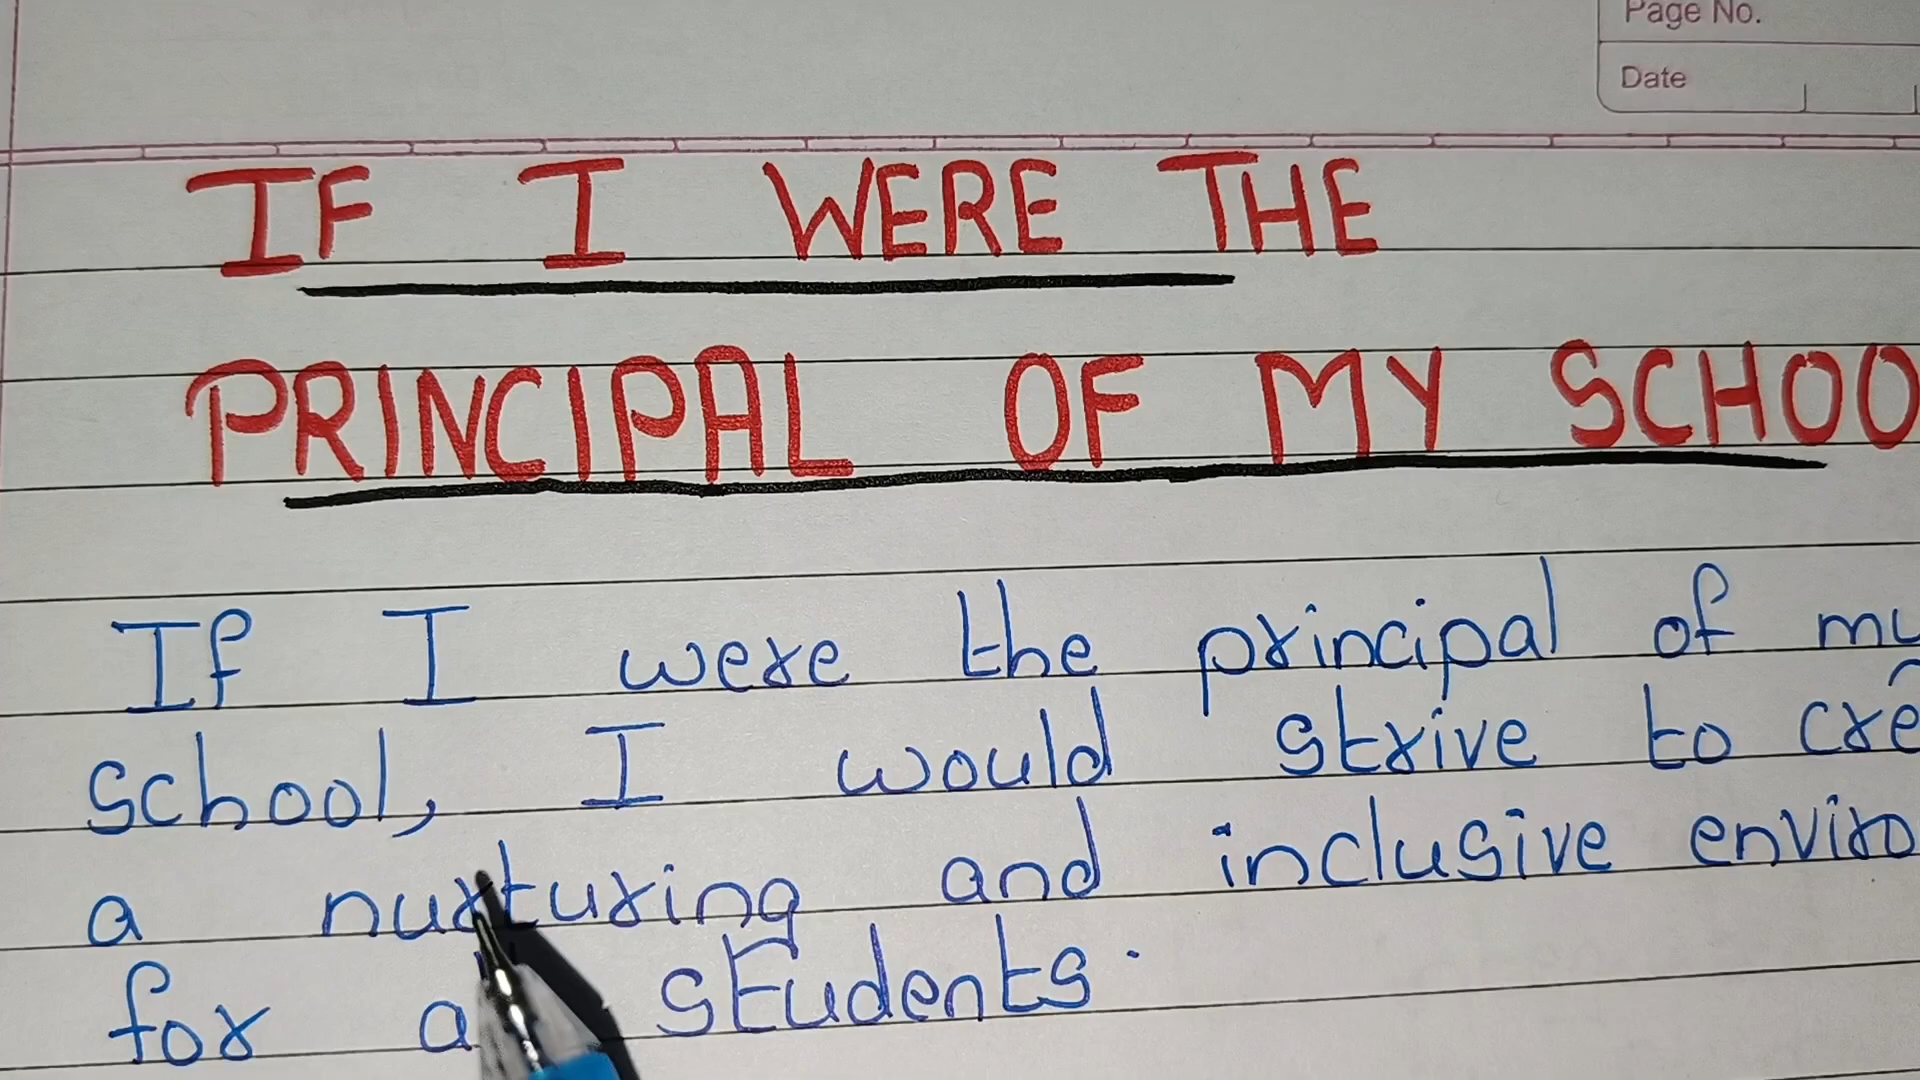 Page No.
Date
IF I WERE THE
PRINCIPAL OF MY SCHOO
If I were the principal of my
school, I would strive to cre
a nurturing and inclusive enviro
for a students.